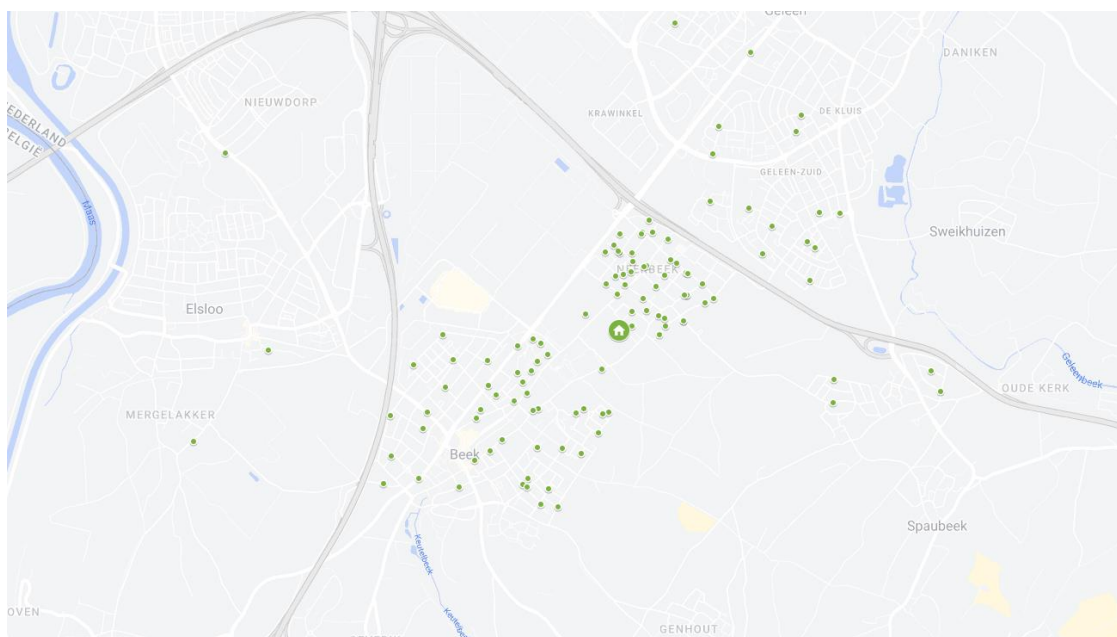 Geleen
DANIKEN
NIEUWDORP
KRAWINKEL
DE KLUIS
NEDERLAND
BELGIË
GELEEN-ZUID
Maas
Sweikhuizen
NEERBEEK
Elsloo
Geleenbeek
OUDE KERK
MERGELAKKER
Beek
Spaubeek
Keutelbeek
OVEN
GENHOUT